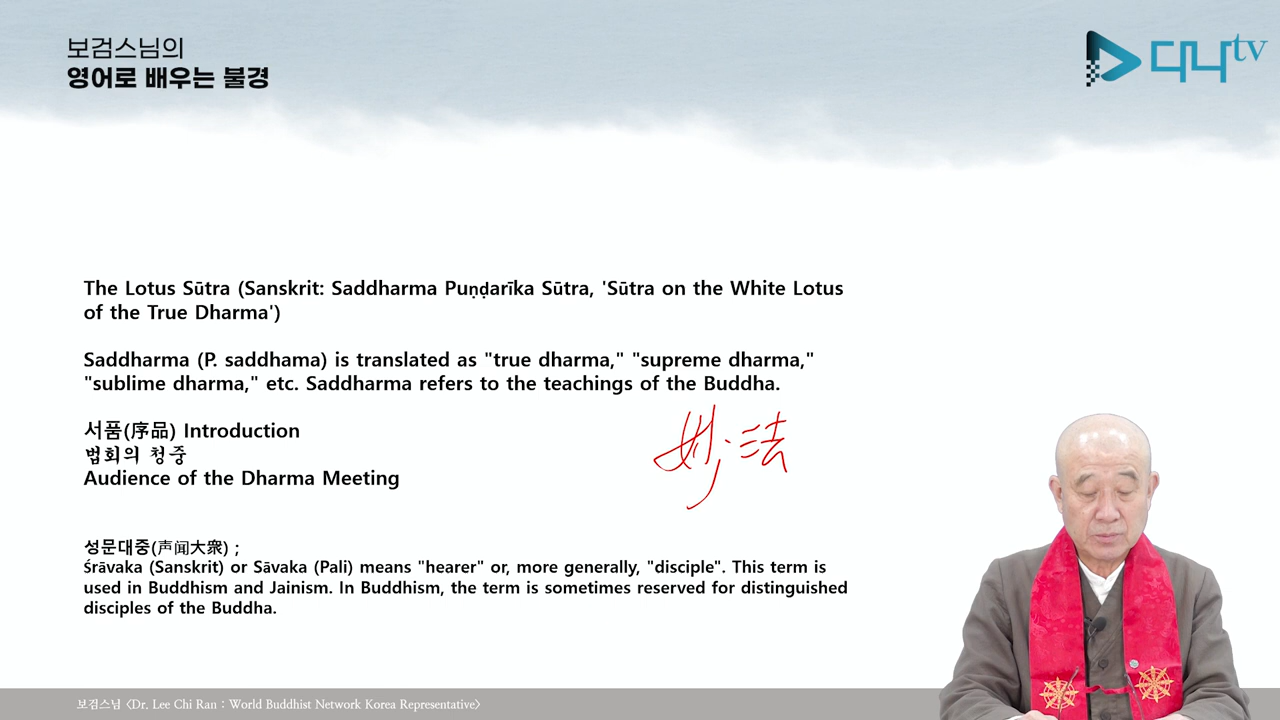 보검스님의
영어로 배우는 불경
다나tv
The Lotus Sūtra (Sanskrit: Saddharma Puṇḍarīka Sūtra, 'Sūtra on the White Lotus
of the True Dharma')
Saddharma (P. saddhama) is translated as "true dharma," "supreme dharma,"
"sublime dharma," etc. Saddharma refers to the teachings of the Buddha.
서품(序品) Introduction
법회의 청중
Audience of the Dharma Meeting
妙法
성문대중(声闻大衆) ;
Śrāvaka (Sanskrit) or Sāvaka (Pali) means "hearer" or, more generally, "disciple". This term is
used in Buddhism and Jainism. In Buddhism, the term is sometimes reserved for distinguished
disciples of the Buddha.
보검스님 <Dr. Lee Chi Ran : World Buddhist Network Korea Representative>